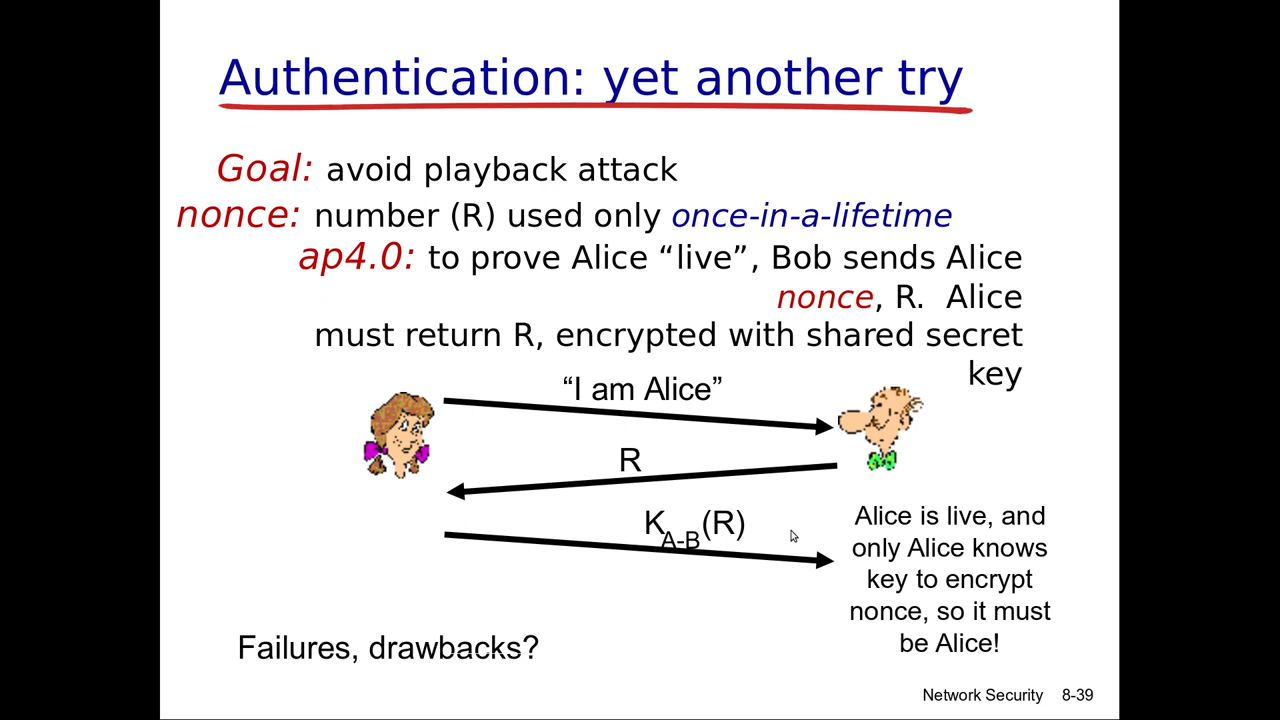 Authentication: yet another try
Goal: avoid playback attack
nonce: number (R) used only once-in-a-lifetime
ap4.0: to prove Alice “live”, Bob sends Alice
nonce, R. Alice
must return R, encrypted with shared secret
key
“I am Alice”
R
K A-B (R)
Alice is live, and
only Alice knows
key to encrypt
nonce, so it must
be Alice!
Failures, drawbacks?
Network Security 8-39